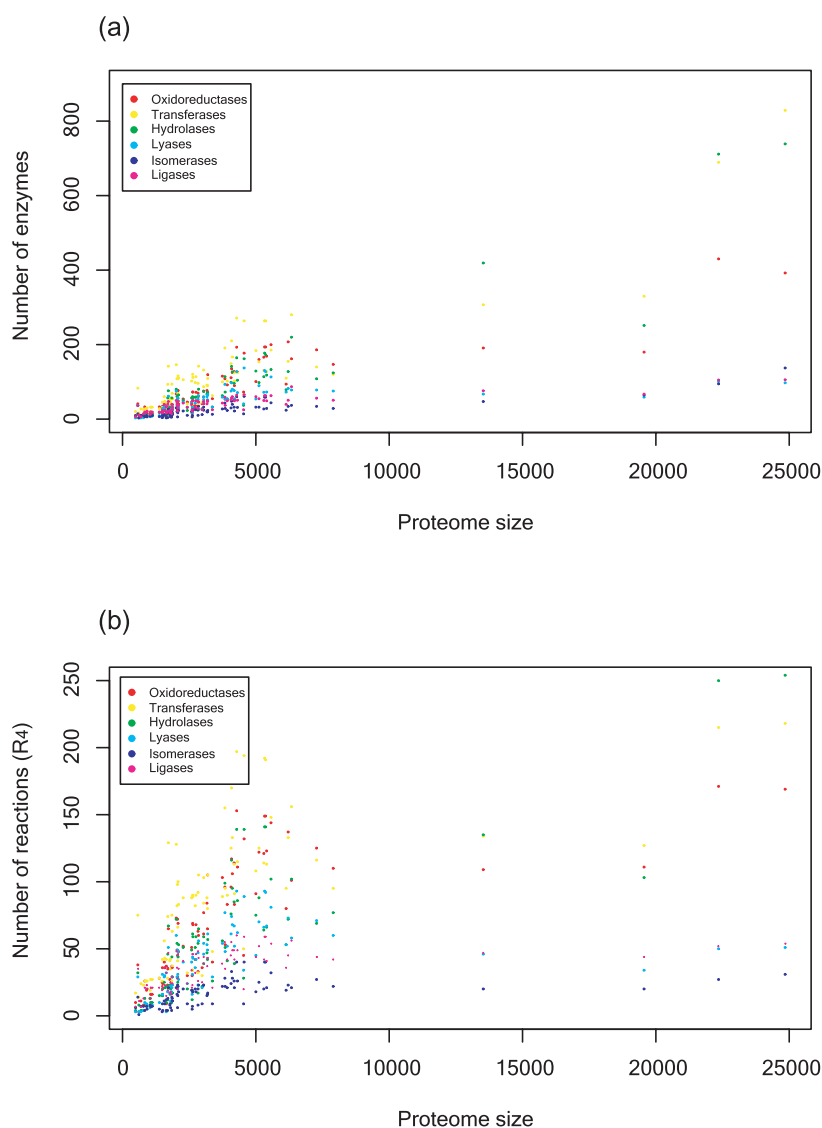 (a)
Number of enzymes
800
600
400
200
0
Oxidoreductases
Transferases
Hydrolases
Lyases
Isomerases
Ligases
0 5000 10000 15000 20000 25000
Proteome size
(b)
Number of reactions (R4)
250
200
150
100
50
0
Oxidoreductases
Transferases
Hydrolases
Lyases
Isomerases
Ligases
0 5000 10000 15000 20000 25000
Proteome size